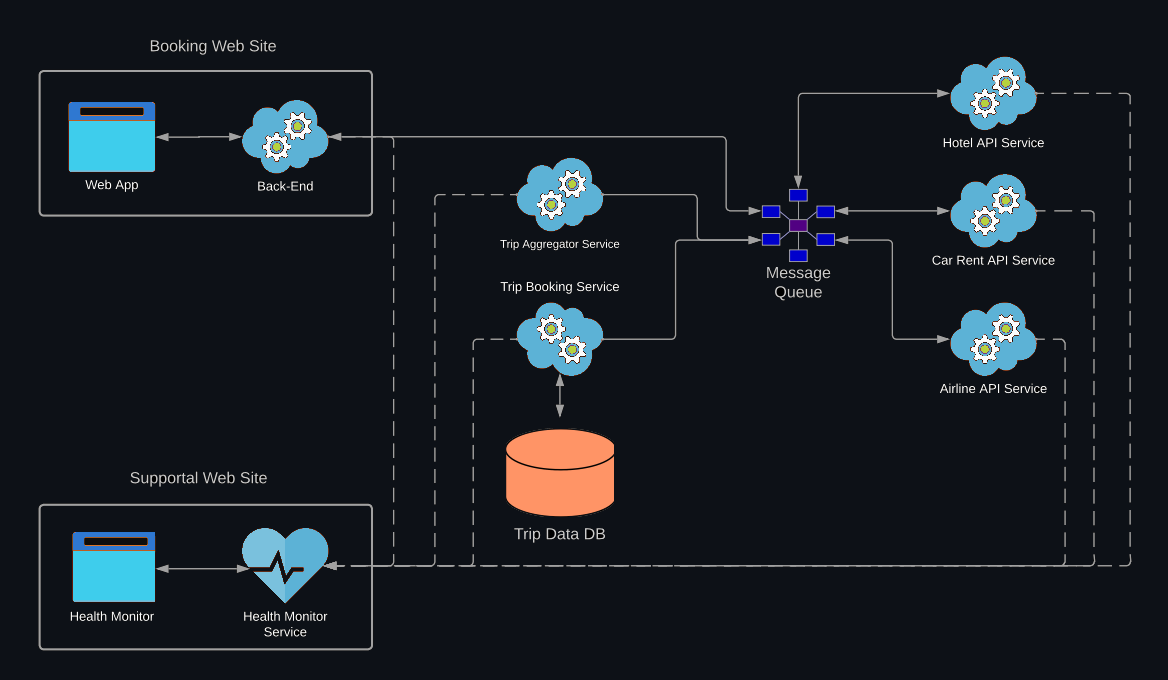 Booking Web Site
Web App
Back-End
Trip Aggregator Service
Trip Booking Service
Trip Data DB
Message
Queue
Hotel API Service
Car Rent API Service
Airline API Service
Supportal Web Site
Health Monitor
Health Monitor
Service